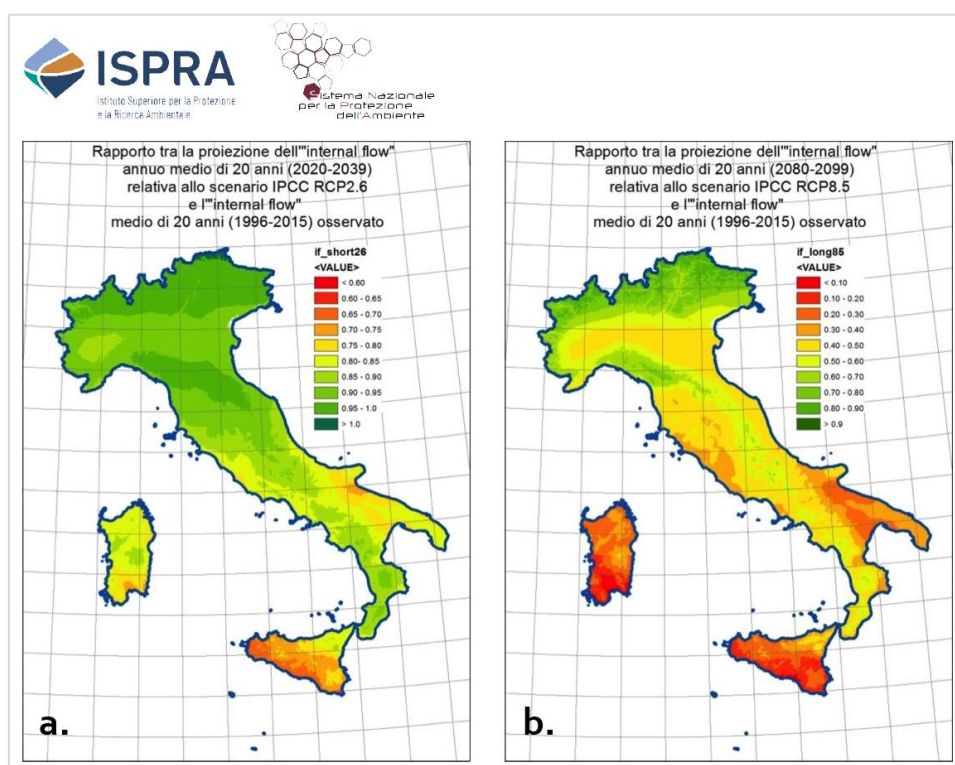 ISPRA
Istituto Superiore per la Protezione
e la Ricerca Ambientale
Sistema Nazionale
per la Protezione
dell'Ambiente
Rapporto tra la proiezione dell'"internal flow"
annuo medio di 20 anni (2020-2039)
relativa allo scenario IPCC RCP2.6
e l'"internal flow"
medio di 20 anni (1996-2015) osservato
if_short26
<VALUE>
< 0.60
0.60 - 0.65
0.65 - 0.70
0.70 - 0.75
0.75 - 0.80
0.80- 0.85
0.85 - 0.90
0.90 - 0.95
0.95 - 1.0
> 1.0
a.
Rapporto tra la proiezione dell'"internal flow"
annuo medio di 20 anni (2080-2099)
relativa allo scenario IPCC RCP8.5
e l'"internal flow"
medio di 20 anni (1996-2015) osservato
if_long85
<VALUE>
< 0.10
0.10 - 0.20
0.20 - 0.30
0.30 - 0.40
0.40 - 0.50
0.50 - 0.60
0.60 - 0.70
0.70 - 0.80
0.80 - 0.90
> 0.9
b.